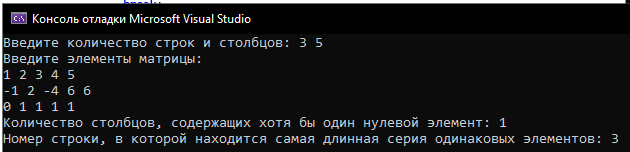 Консоль отладки Microsoft Visual Studio
Введите количество строк и столбцов: 3 5
Введите элементы матрицы:
1 2 3 4 5
-1 2 -4 6 6
0 1 1 1 1
Количество столбцов, содержащих хотя бы один нулевой элемент: 1
Номер строки, в которой находится самая длинная серия одинаковых элементов: 3